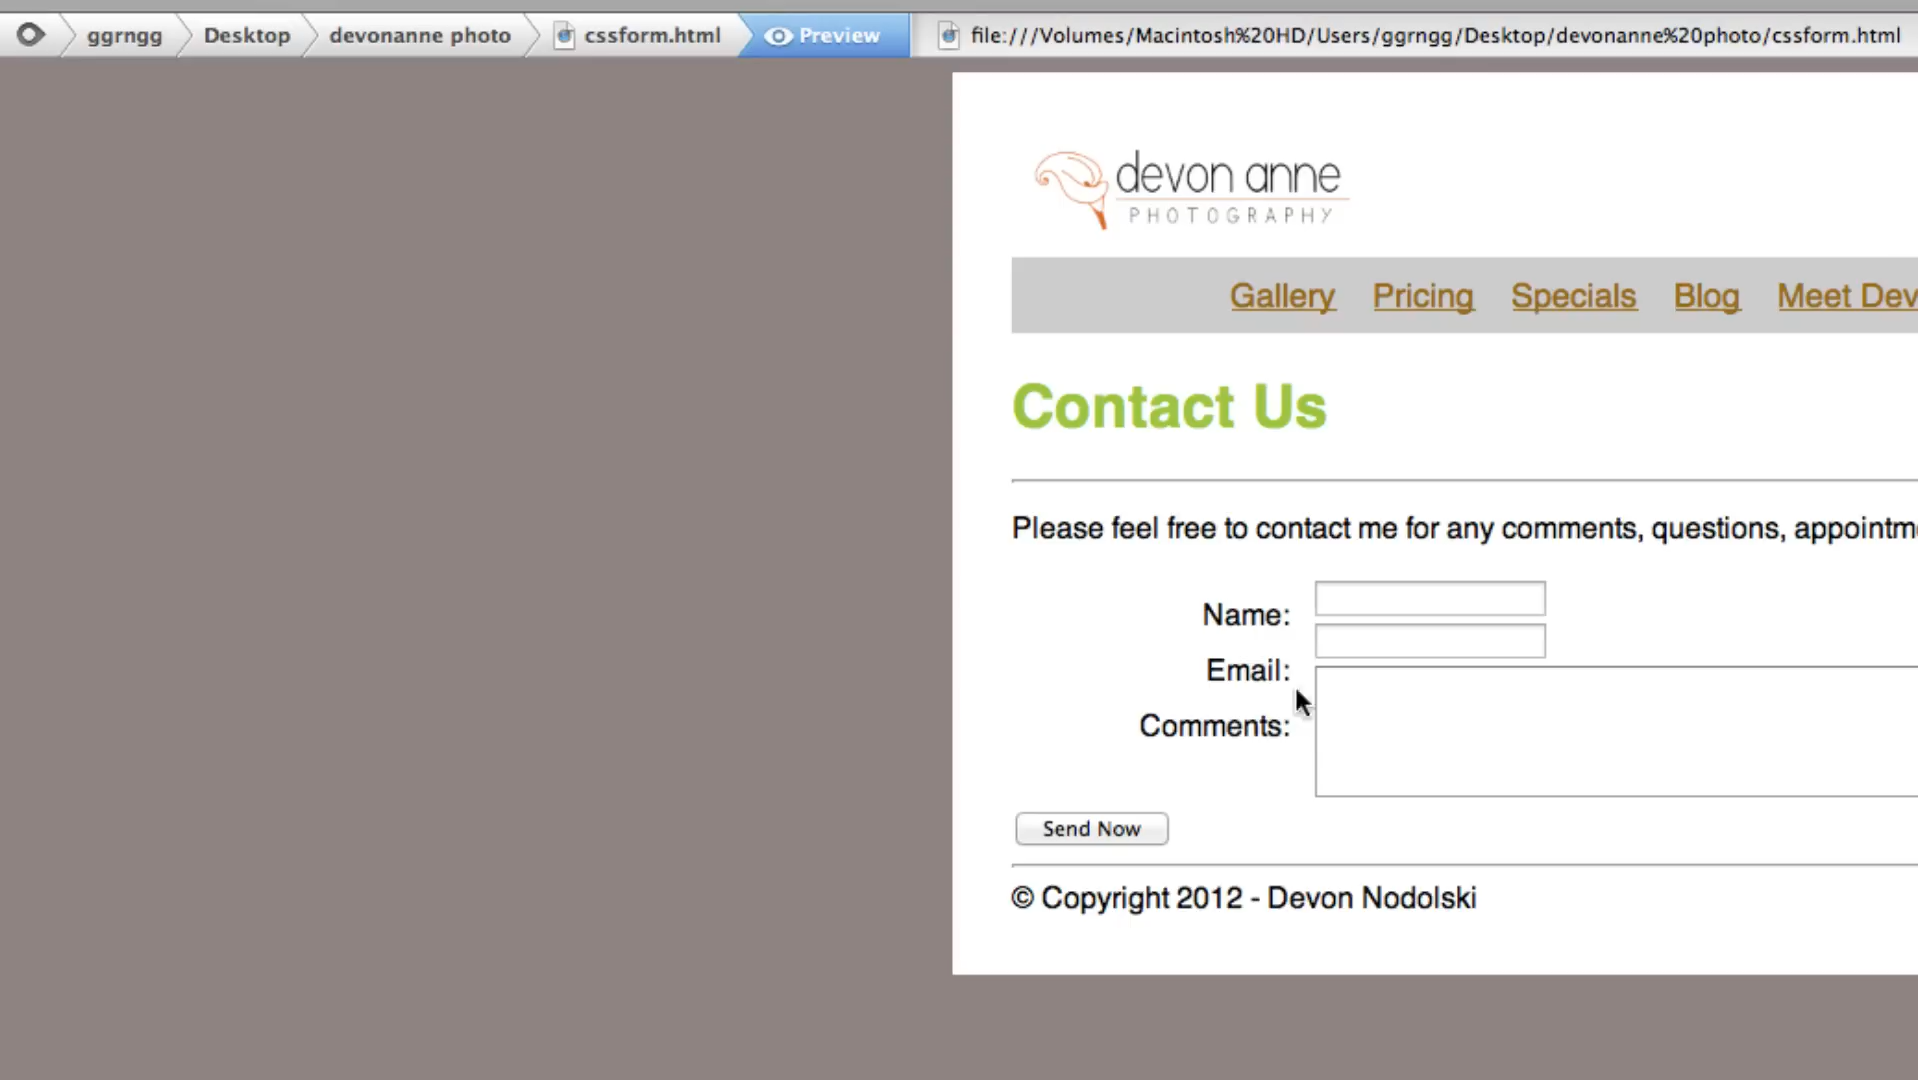 ggrngg Desktop devonanne photo cssform.html Preview file:///Volumes/Macintosh%20HD/Users/ggrngg/Desktop/devonanne%20photo/cssform.html
devon anne
PHOTOGRAPHY
Gallery Pricing Specials Blog Meet Dev
Contact Us
Please feel free to contact me for any comments, questions, appointm
Name:
Email:
Comments:
Send Now
© Copyright 2012 - Devon Nodolski